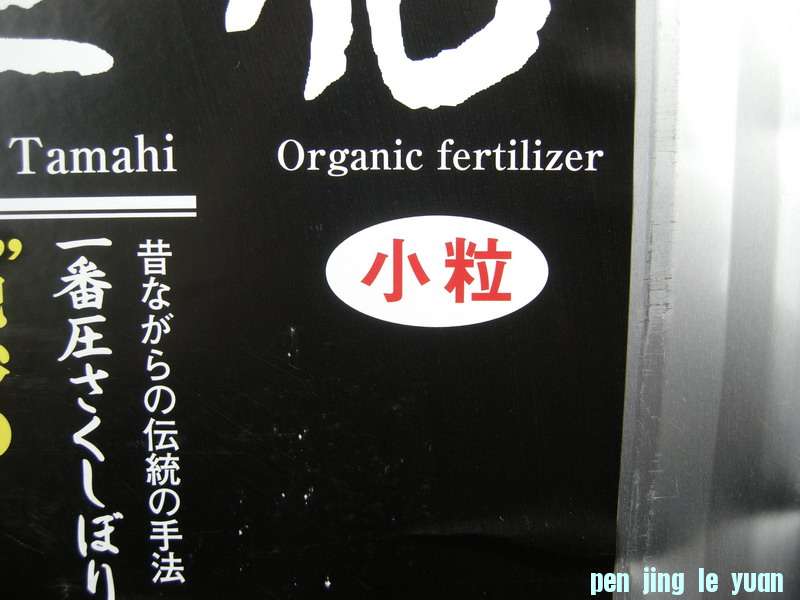 Tamahi
Organic fertilizer
小粒
昔ながらの伝統の手法
一番圧さくしぼり
pen jing le yuan